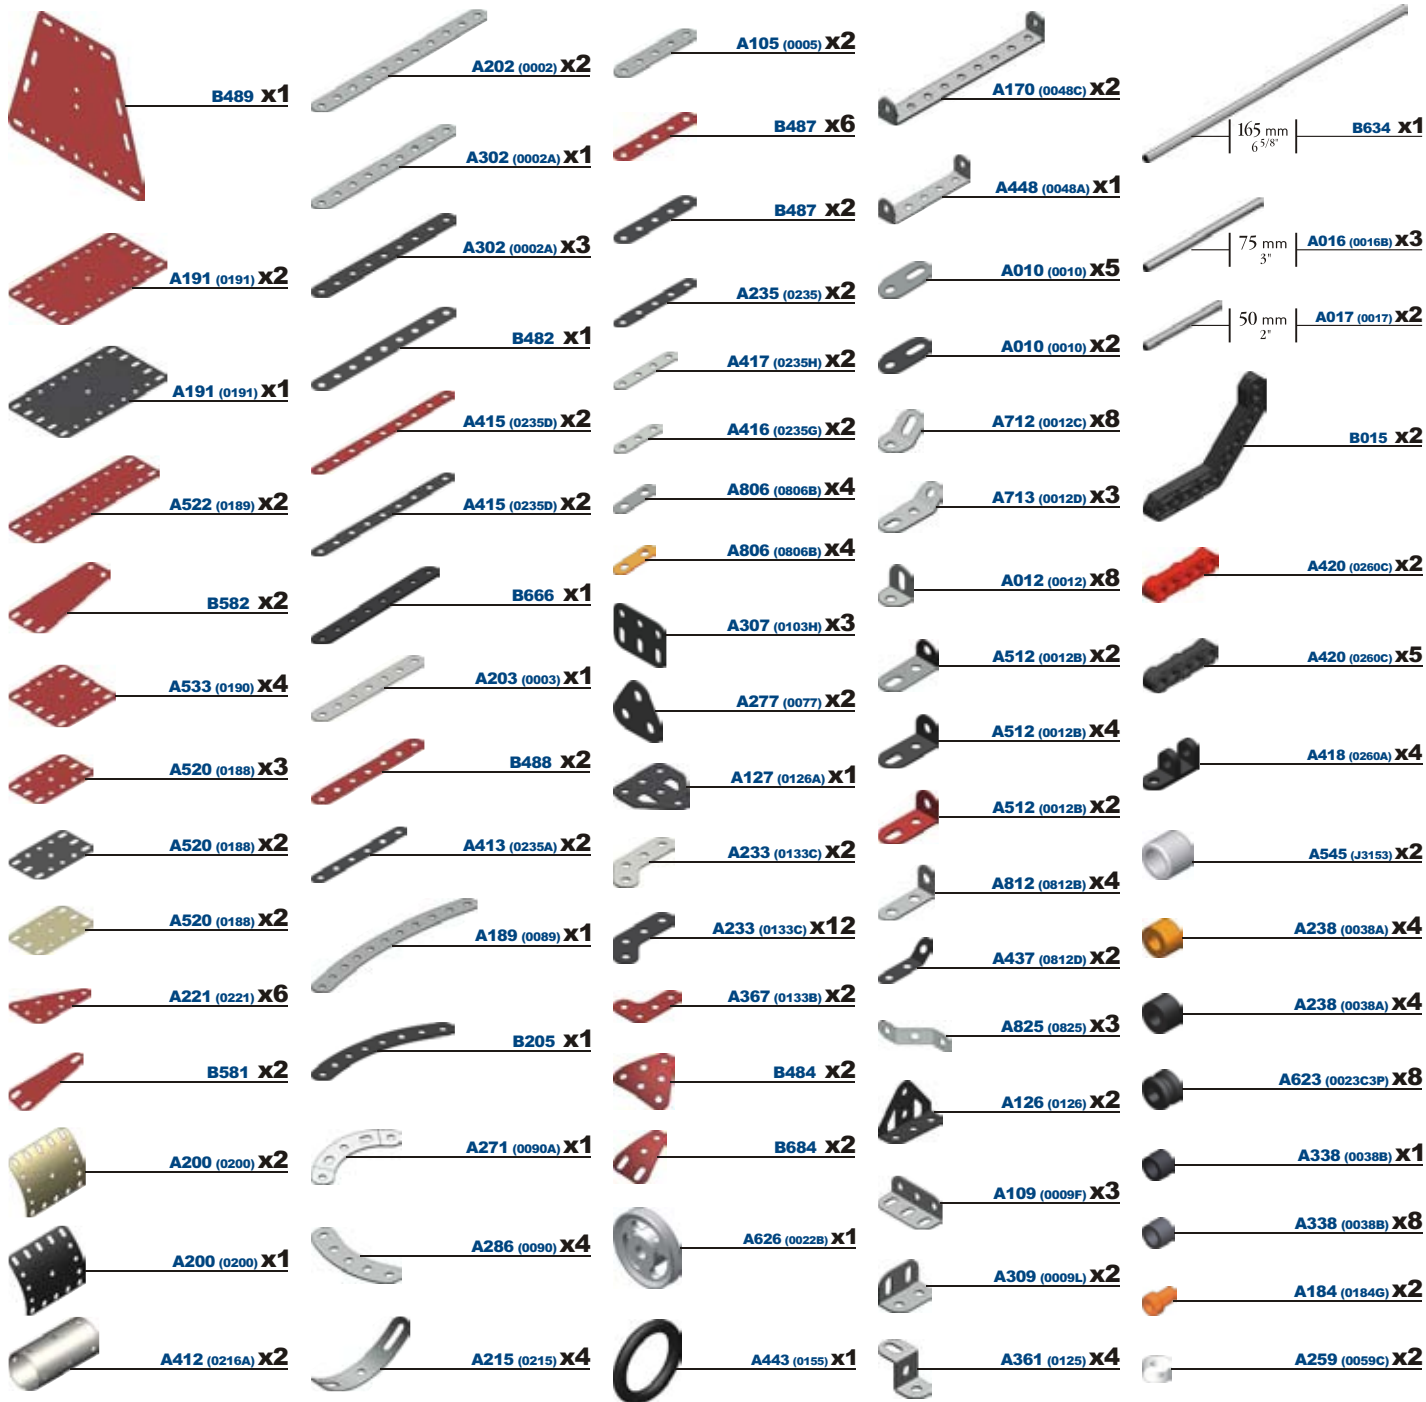 B489 x1
A191 (0191) x2
A191 (0191) x1
A522 (0189) x2
B582 x2
A533 (0190) x4
A520 (0188) x3
A520 (0188) x2
A520 (0188) x2
A221 (0221) x6
B581 x2
A200 (0200) x2
A200 (0200) x1
A412 (0216A) x2
A202 (0002) x2
A302 (0002A) x1
A302 (0002A) x3
B482 x1
A415 (0235D) x2
A415 (0235D) x2
B666 x1
A203 (0003) x1
B488 x2
A413 (0235A) x2
A189 (0089) x1
B205 x1
A271 (0090A) x1
A286 (0090) x4
A215 (0215) x4
A105 (0005) x2
B487 x6
B487 x2
A235 (0235) x2
A417 (0235H) x2
A416 (0235G) x2
A806 (0806B) x4
A806 (0806B) x4
A307 (0103H) x3
A277 (0077) x2
A127 (0126A) x1
A233 (0133C) x2
A233 (0133C) x12
A367 (0133B) x2
B484 x2
B684 x2
A626 (0022B) x1
A443 (0155) x1
A170 (0048C) x2
A448 (0048A) x1
A010 (0010) x5
A010 (0010) x2
A712 (0012C) x8
A713 (0012D) x3
A012 (0012) x8
A512 (0012B) x2
A512 (0012B) x4
A512 (0012B) x2
A812 (0812B) x4
A437 (0812D) x2
A825 (0825) x3
A126 (0126) x2
A109 (0009F) x3
A309 (0009L) x2
A361 (0125) x4
165 mm
6 5/8"
B634 x1
75 mm
3"
A016 (0016B) x3
50 mm
2"
A017 (0017) x2
B015 x2
A420 (0260C) x2
A420 (0260C) x5
A418 (0260A) x4
A545 (J3153) x2
A238 (0038A) x4
A238 (0038A) x4
A623 (0023C3P) x8
A338 (0038B) x1
A338 (0038B) x8
A184 (0184G) x2
A259 (0059C) x2